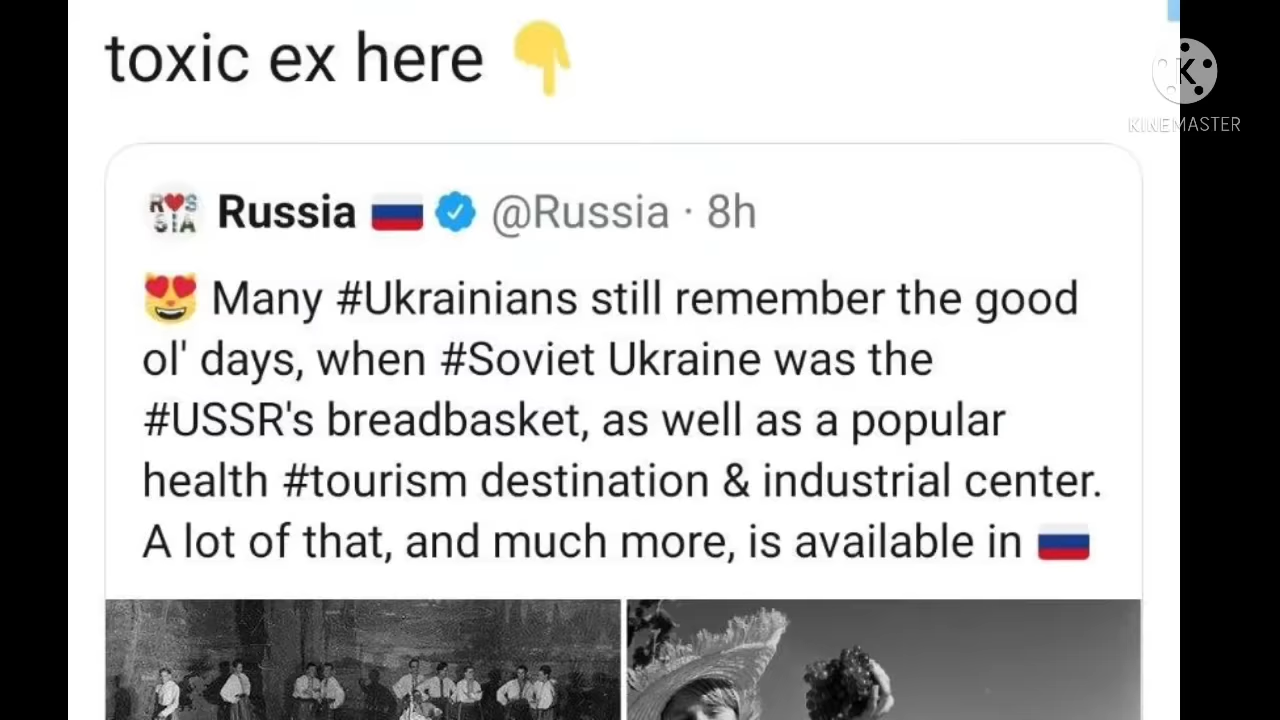 toxic ex here 👇
R❤S
SIA
Russia 🇷🇺 @Russia · 8h
😻 Many #Ukrainians still remember the good
ol' days, when #Soviet Ukraine was the
#USSR's breadbasket, as well as a popular
health #tourism destination & industrial center.
A lot of that, and much more, is available in 🇷🇺
K
KINEMASTER